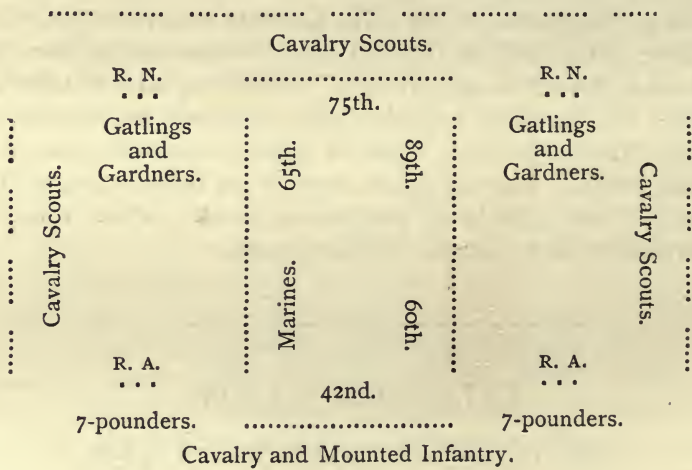 Cavalry Scouts.
R. N.
R. N.
75th.
Gatlings
and
Gardners.
65th.
89th.
Gatlings
and
Gardners.
Cavalry Scouts.
Cavalry Scouts.
Marines.
60th.
R. A.
R. A.
42nd.
7-pounders.
7-pounders.
Cavalry and Mounted Infantry.